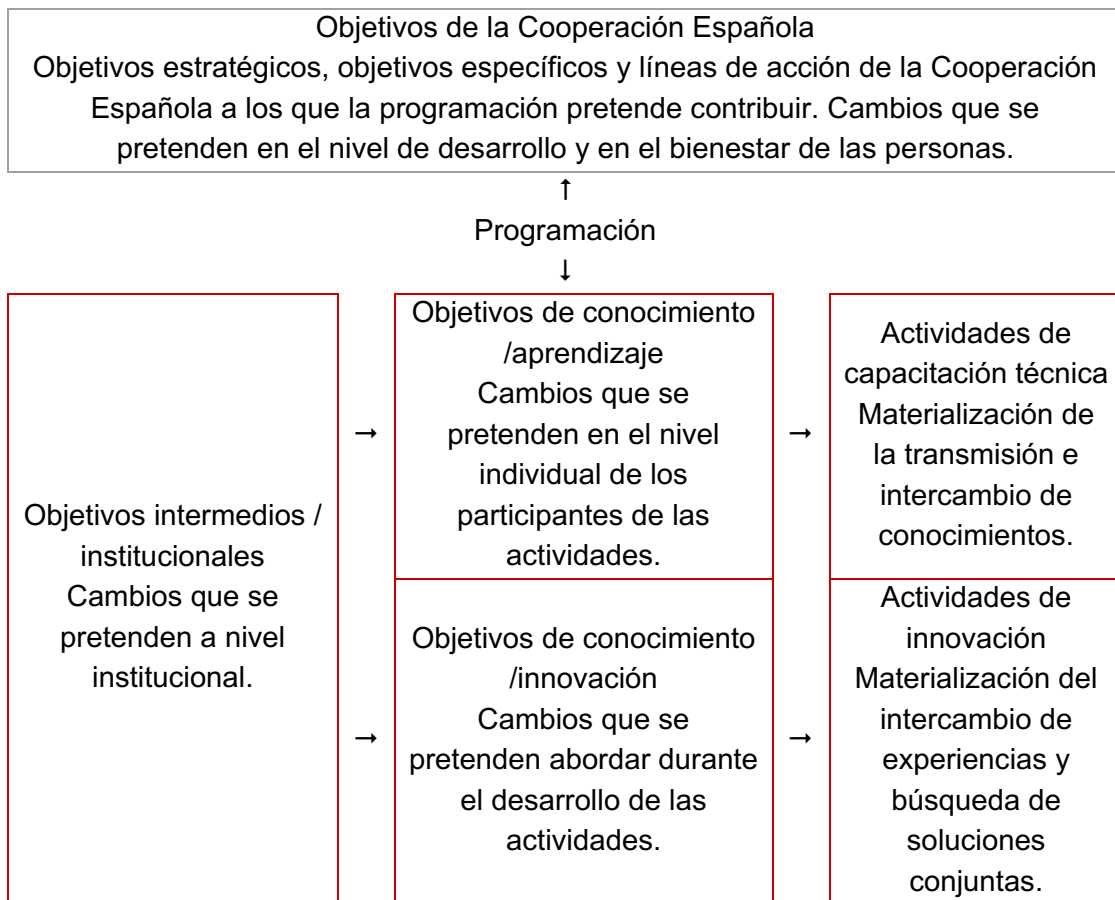 Objetivos de la Cooperación Española
Objetivos estratégicos, objetivos específicos y líneas de acción de la Cooperación
Española a los que la programación pretende contribuir. Cambios que se
pretenden en el nivel de desarrollo y en el bienestar de las personas.
↑
Programación
↓
Objetivos intermedios /
institucionales
Cambios que se
pretenden a nivel
institucional.
→
Objetivos de conocimiento
/aprendizaje
Cambios que se
pretenden en el nivel
individual de los
participantes de las
actividades.
→
Actividades de
capacitación técnica
Materialización de
la transmisión e
intercambio de
conocimientos.
→
Objetivos de conocimiento
/innovación
Cambios que se
pretenden abordar durante
el desarrollo de las
actividades.
→
Actividades de
innovación
Materialización del
intercambio de
experiencias y
búsqueda de
soluciones
conjuntas.